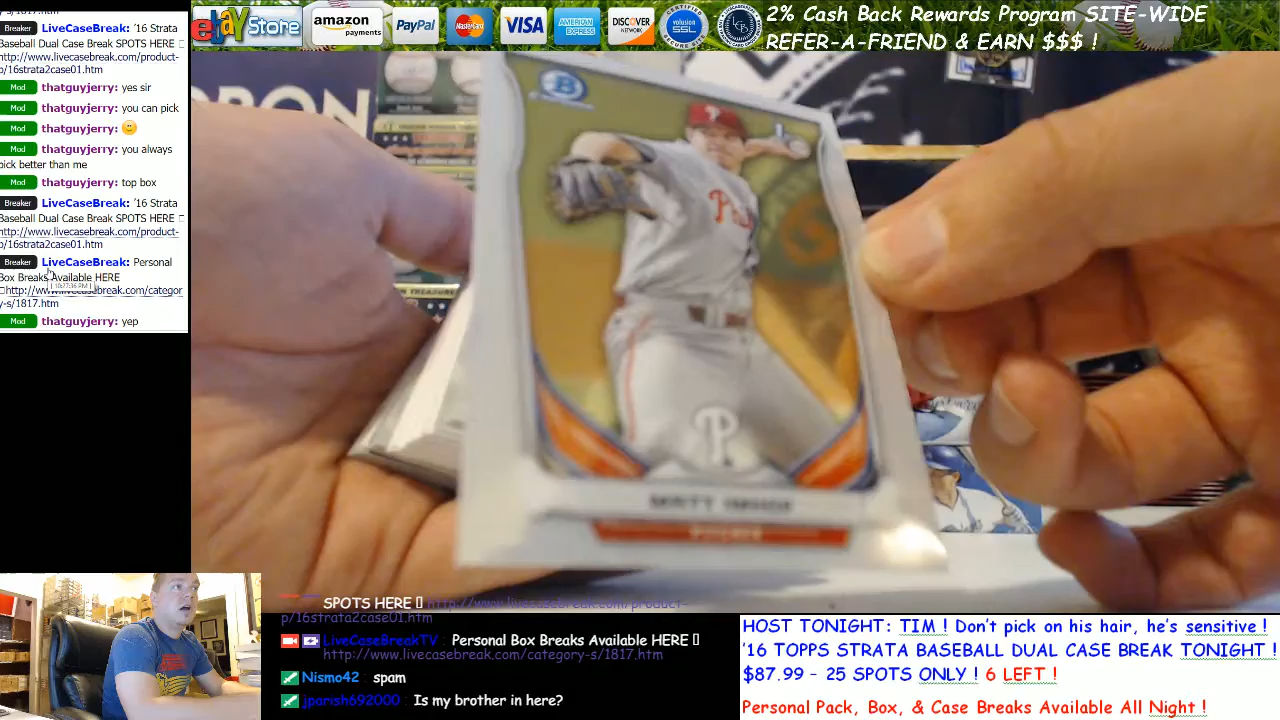 Breaker LiveCaseBreak: '16 Strata
Baseball Dual Case Break SPOTS HERE
http://www.livecasebreak.com/product-
p/16strata2case01.htm
Mod thatguyjerry: yes sir
Mod thatguyjerry: you can pick
Mod thatguyjerry:
Mod thatguyjerry: you always
pick better than me
Mod thatguyjerry: top box
Breaker LiveCaseBreak: '16 Strata
Baseball Dual Case Break SPOTS HERE
http://www.livecasebreak.com/product-
p/16strata2case01.htm
Breaker LiveCaseBreak: Personal
Box Breaks Available HERE
http://www.livecasebreak.com/categor
y-s/1817.htm
Mod thatguyjerry: yep
ebay Store
amazon
payments
PayPal
MasterCard
VISA
AMERICAN
EXPRESS
DISCOVER
NETWORK
2% Cash Back Rewards Program SITE-WIDE
REFER-A-FRIEND & EARN $$$ !
B
P
SPOTS HERE http://www.livecasebreak.com/product-
p/16strata2case01.htm
LiveCaseBreakTV : Personal Box Breaks Available HERE
http://www.livecasebreak.com/category-s/1817.htm
Nismo42 : spam
jparish692000 : Is my brother in here?
HOST TONIGHT: TIM ! Don't pick on his hair, he's sensitive !
'16 TOPPS STRATA BASEBALL DUAL CASE BREAK TONIGHT !
$87.99 - 25 SPOTS ONLY ! 6 LEFT !
Personal Pack, Box, & Case Breaks Available All Night !